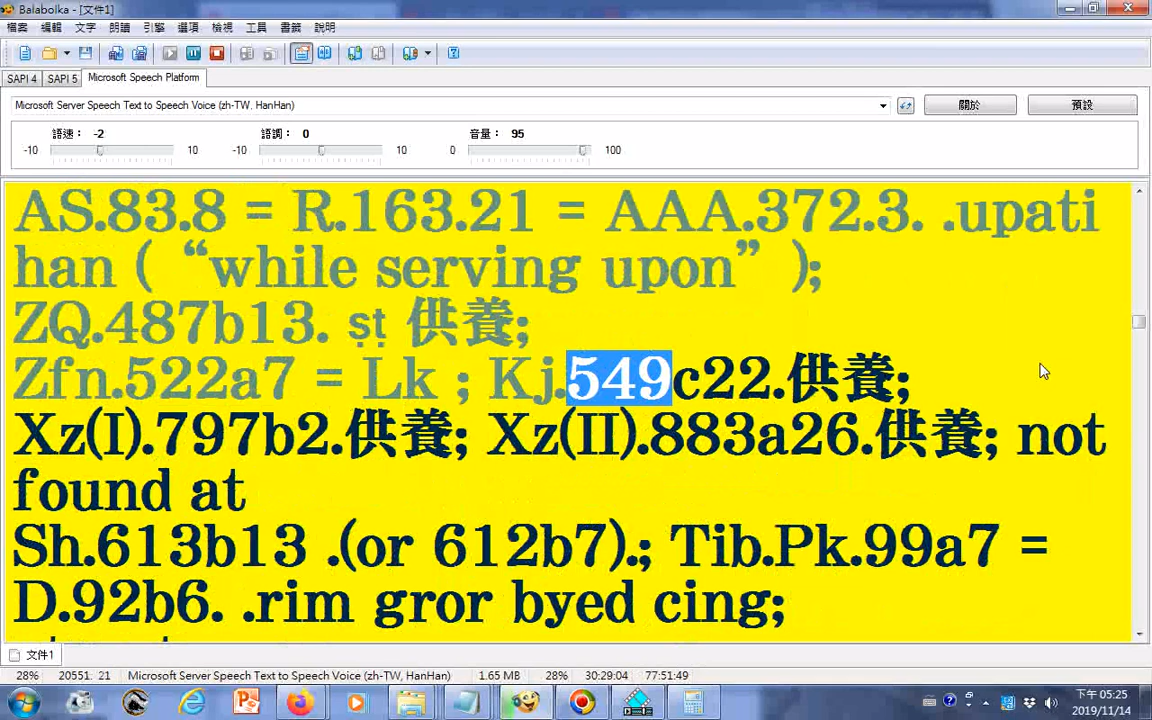 Balabolka - [文件1]
檔案 編輯 文字 朗讀 引擎 選項 檢視 工具 書籤 說明
SAPI 4 SAPI 5 Microsoft Speech Platform
Microsoft Server Speech Text to Speech Voice (zh-TW, HanHan) 關於 預設
語速： -2 語調： 0 音量： 95
-10 10 -10 10 0 100
AS.83.8 = R.163.21 = AAA.372.3. .upati
han ( “while serving upon” );
ZQ.487b13. ṣṭ 供養;
Zfn.522a7 = Lk ; Kj.549c22.供養;
Xz(I).797b2.供養; Xz(II).883a26.供養; not
found at
Sh.613b13 .(or 612b7).; Tib.Pk.99a7 =
D.92b6. .rim gror byed cing;
文件1
28% 20551: 21 Microsoft Server Speech Text to Speech Voice (zh-TW, HanHan) 1.65 MB 28% 30:29:04 77:51:49
下午 05:25
2019/11/14